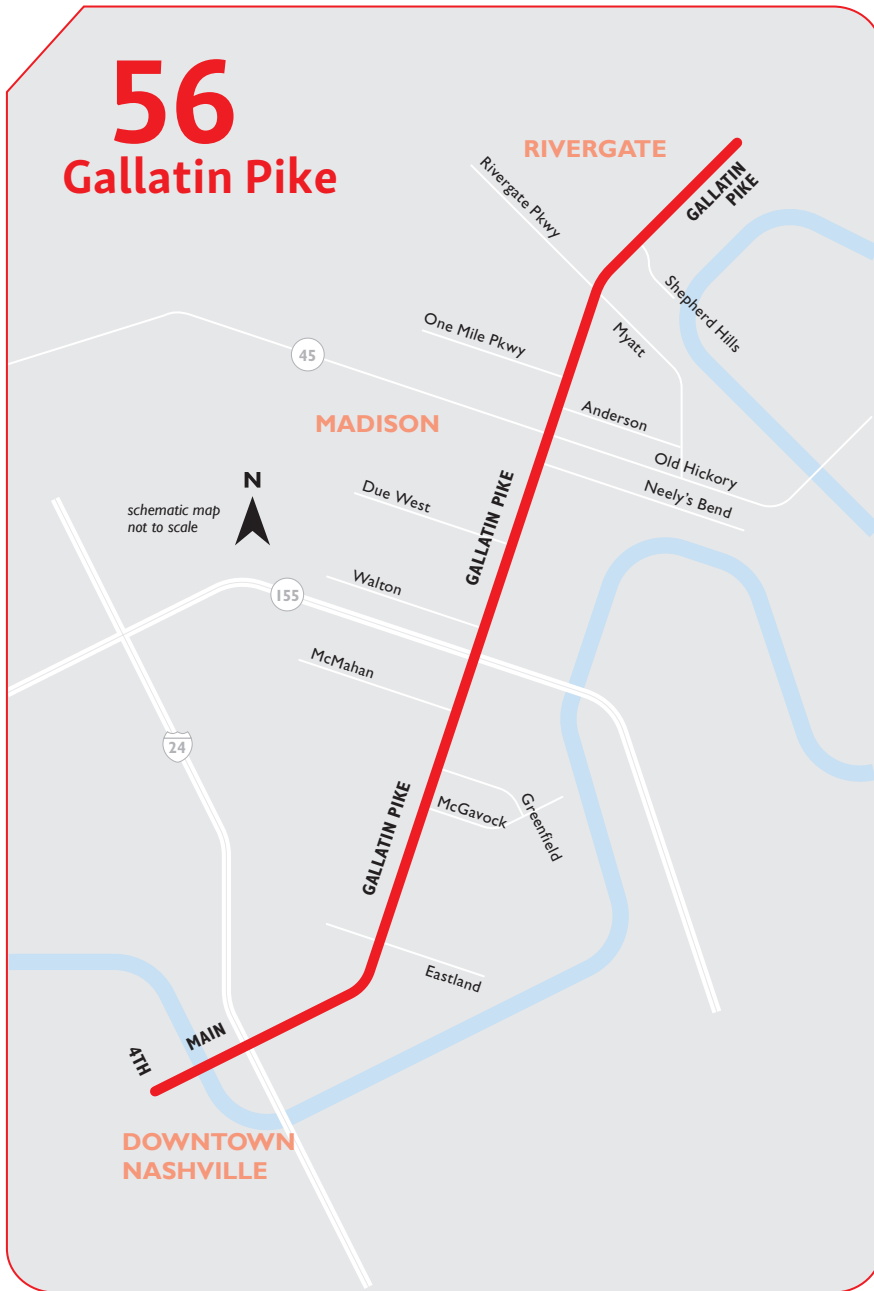 56
Gallatin Pike
RIVERGATE
GALLATIN
PIKE
Rivergate Pkwy
Shepherd Hills
One Mile Pkwy
Myatt
45
MADISON
Anderson
Old Hickory
Neely's Bend
N
schematic map
not to scale
Due West
GALLATIN PIKE
155
Walton
McMahan
24
GALLATIN PIKE
McGavock
Greenfield
Eastland
MAIN
4TH
DOWNTOWN
NASHVILLE